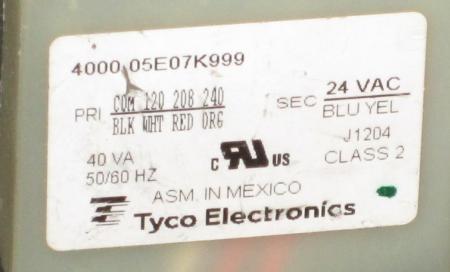 4000 05E07K999
PRI COM 120 208 240
BLK WHT RED ORG
SEC 24 VAC
BLU YEL
J1204
40 VA
CLASS 2
50/60 HZ
c RU US
ASM. IN MEXICO
Tyco Electronics